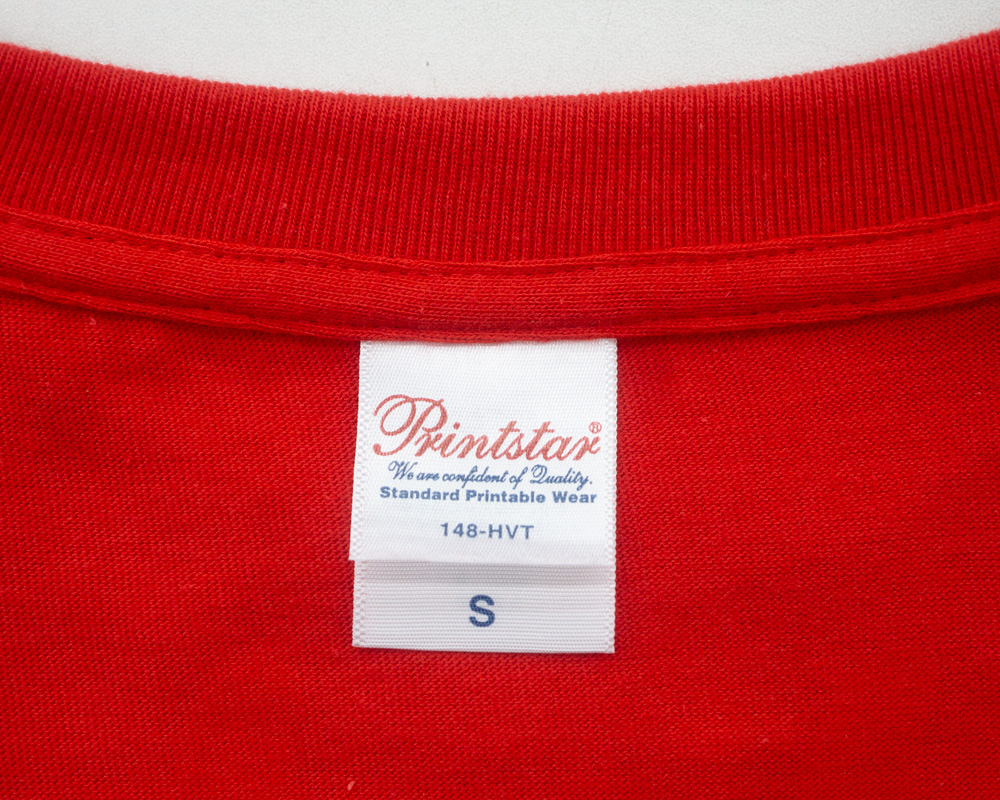 Printstar®
We are confident of Quality.
Standard Printable Wear
148-HVT
S